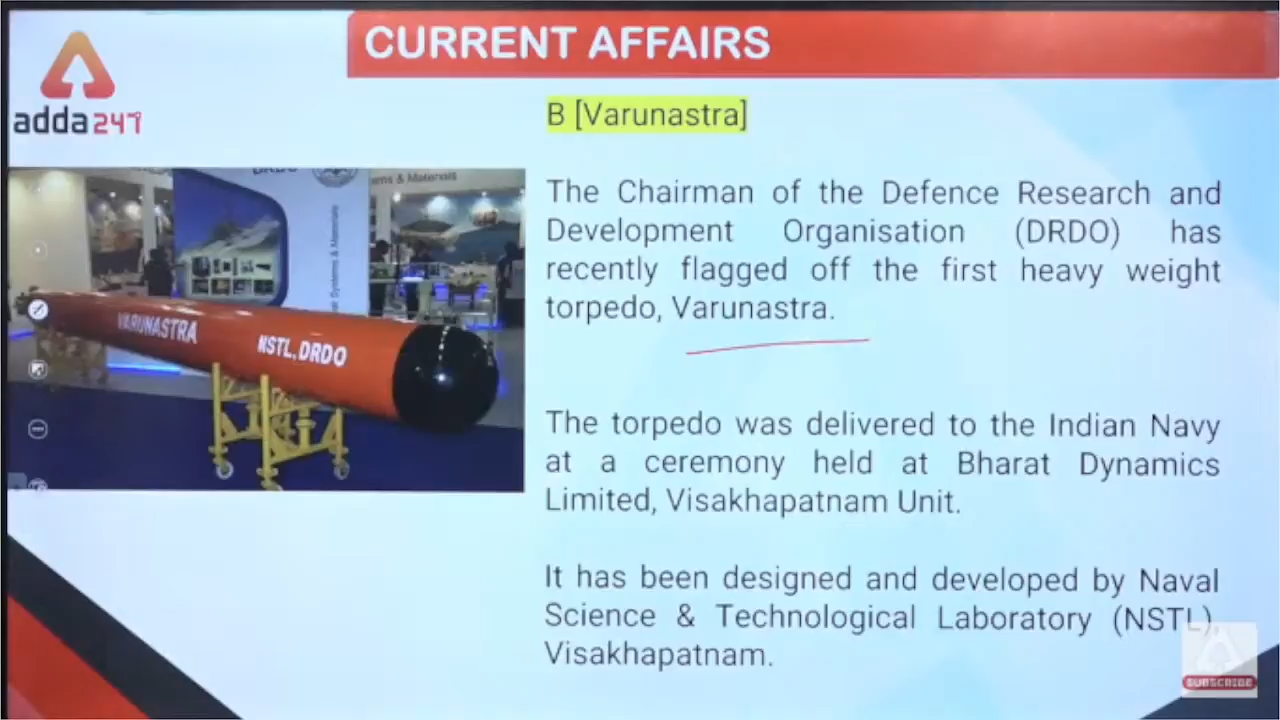 CURRENT AFFAIRS
adda247
B [Varunastra]
The Chairman of the Defence Research and
Development Organisation (DRDO) has
recently flagged off the first heavy weight
torpedo, Varunastra.
The torpedo was delivered to the Indian Navy
at a ceremony held at Bharat Dynamics
Limited, Visakhapatnam Unit.
It has been designed and developed by Naval
Science & Technological Laboratory (NSTL),
Visakhapatnam.
DRDO
ems & Materials
VARUNASTRA
NSTL, DRDO
SUBSCRIBE